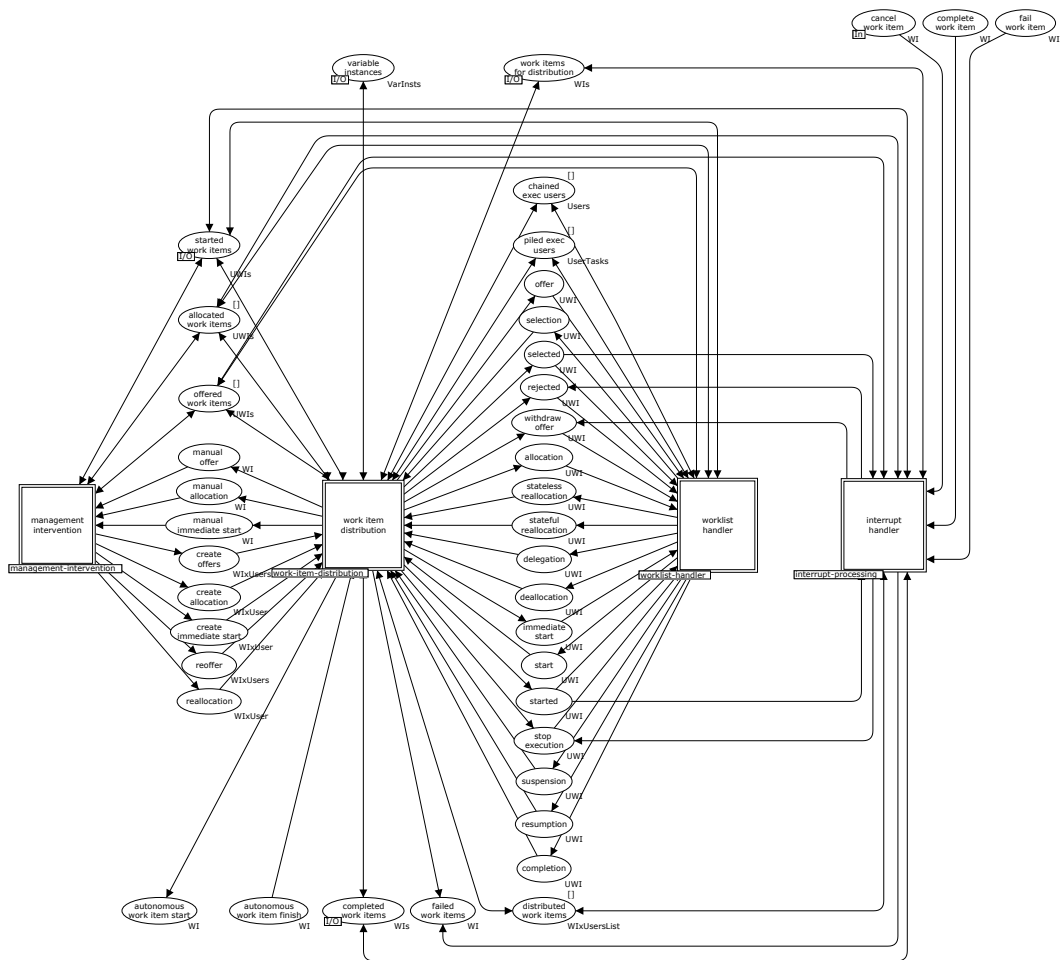 cancel
work item
In
WI
complete
work item
WI
fail
work item
WI
variable
instances
I/O
VarInsts
work items
for distribution
I/O
WIs
[]
chained
exec users
Users
[]
piled exec
users
UserTasks
started
work items
I/O
UWIs
offer
UWI
[]
allocated
work items
UWIs
selection
UWI
selected
UWI
[]
offered
work items
UWIs
rejected
UWI
withdraw
offer
UWI
manual
offer
WI
allocation
UWI
manual
allocation
WI
stateless
reallocation
UWI
management
intervention
management-intervention
manual
immediate start
WI
work item
distribution
work-item-distribution
stateful
reallocation
UWI
worklist
handler
worklist-handler
interrupt
handler
interrupt-processing
create
offers
WIxUsers
delegation
UWI
create
allocation
WIxUser
deallocation
UWI
create
immediate start
WIxUser
immediate
start
UWI
reoffer
WIxUsers
start
UWI
reallocation
WIxUser
started
UWI
stop
execution
UWI
suspension
UWI
resumption
UWI
completion
UWI
autonomous
work item start
WI
autonomous
work item finish
WI
completed
work items
I/O
WIs
failed
work items
WI
[]
distributed
work items
WIxUsersList